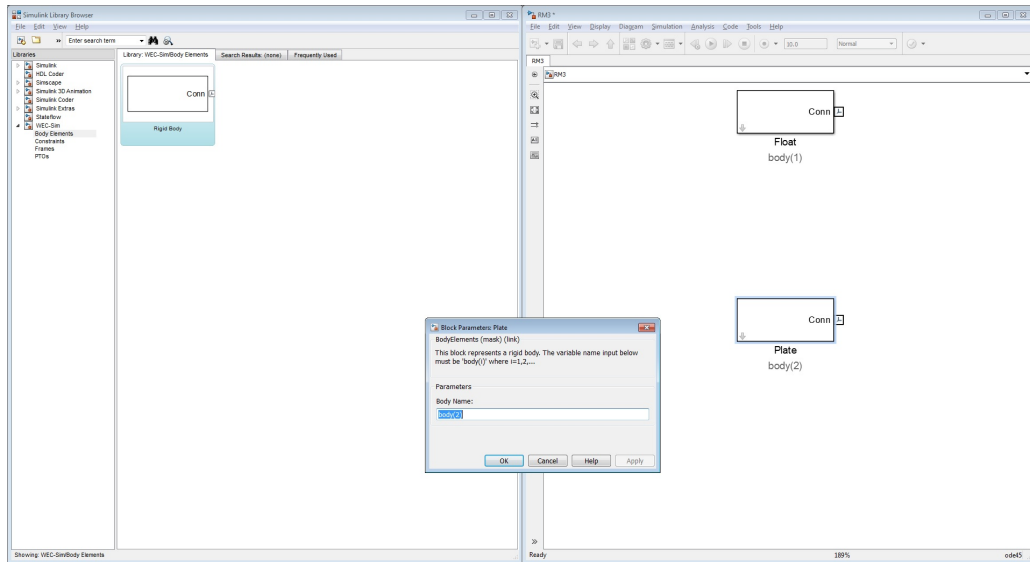 Simulink Library Browser
File Edit View Help
» Enter search term
Libraries
Simulink
HDL Coder
Simscape
Simulink 3D Animation
Simulink Coder
Simulink Extras
Stateflow
WEC-Sim
Body Elements
Constraints
Frames
PTOs
Library: WEC-Sim/Body Elements Search Results: (none) Frequently Used
Conn
Rigid Body
Showing: WEC-Sim/Body Elements
RM3 *
File Edit View Display Diagram Simulation Analysis Code Tools Help
10.0 Normal
RM3
RM3
Conn
Float
body(1)
Conn
Plate
body(2)
Block Parameters: Plate
BodyElements (mask) (link)
This block represents a rigid body. The variable name input below
must be 'body(i)' where i=1,2,...
Parameters
Body Name:
body(2)
OK Cancel Help Apply
»
Ready 189% ode45